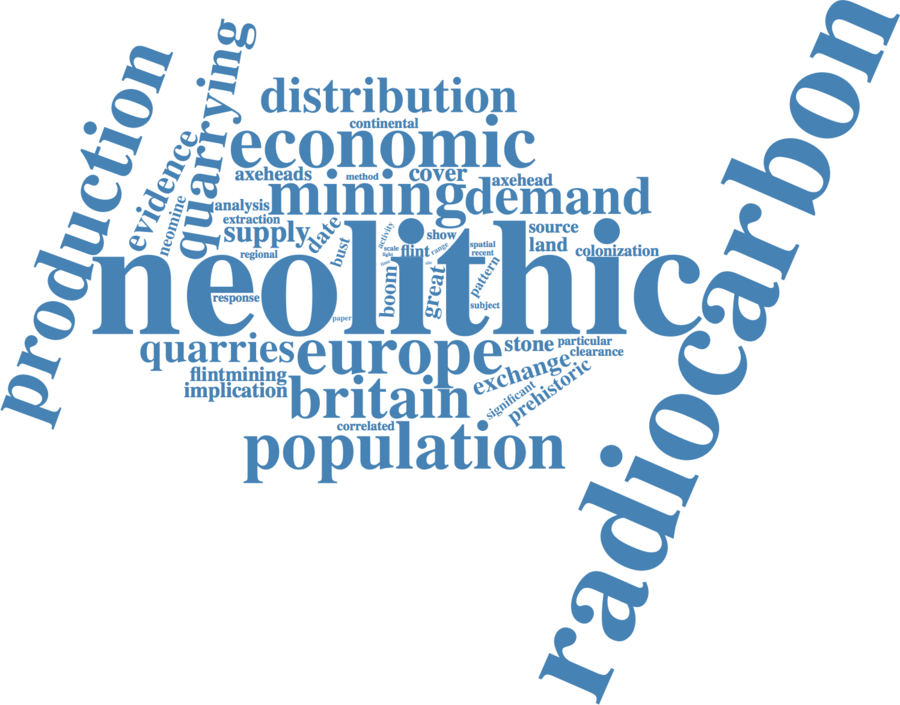 radiocarbon
production
quarrying
evidence
neomine
distribution
continental
economic
axeheads
method
cover
axehead
analysis
mining
demand
extraction
supply
date
bust
activity
show
spatial
source
regional
scale
light
flint
range
recent
land
colonization
neolithic
response
boom
great
pattern
subject
paper
quarries
europe
stone
particular
clearance
flintmining
implication
britain
exchange
significant
prehistoric
correlated
population